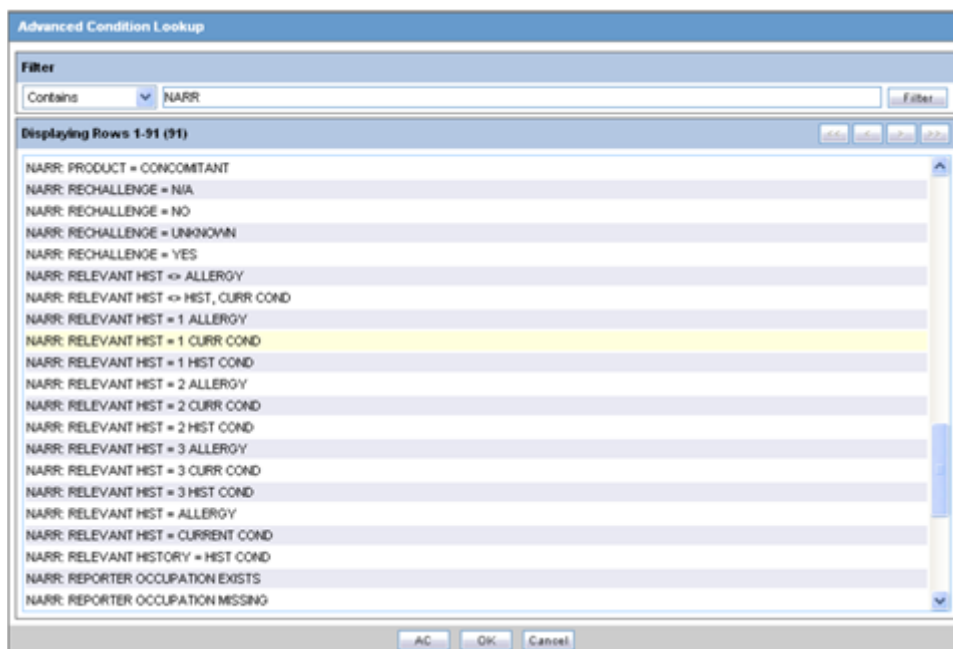 Advanced Condition Lookup
Filter
Contains NARR Filter
Displaying Rows 1-91 (91) << < > >>
NARR: PRODUCT = CONCOMITANT
NARR: RECHALLENGE = N/A
NARR: RECHALLENGE = NO
NARR: RECHALLENGE = UNKNOWN
NARR: RECHALLENGE = YES
NARR: RELEVANT HIST <> ALLERGY
NARR: RELEVANT HIST <> HIST, CURR COND
NARR: RELEVANT HIST = 1 ALLERGY
NARR: RELEVANT HIST = 1 CURR COND
NARR: RELEVANT HIST = 1 HIST COND
NARR: RELEVANT HIST = 2 ALLERGY
NARR: RELEVANT HIST = 2 CURR COND
NARR: RELEVANT HIST = 2 HIST COND
NARR: RELEVANT HIST = 3 ALLERGY
NARR: RELEVANT HIST = 3 CURR COND
NARR: RELEVANT HIST = 3 HIST COND
NARR: RELEVANT HIST = ALLERGY
NARR: RELEVANT HIST = CURRENT COND
NARR: RELEVANT HISTORY = HIST COND
NARR: REPORTER OCCUPATION EXISTS
NARR: REPORTER OCCUPATION MISSING
AC OK Cancel